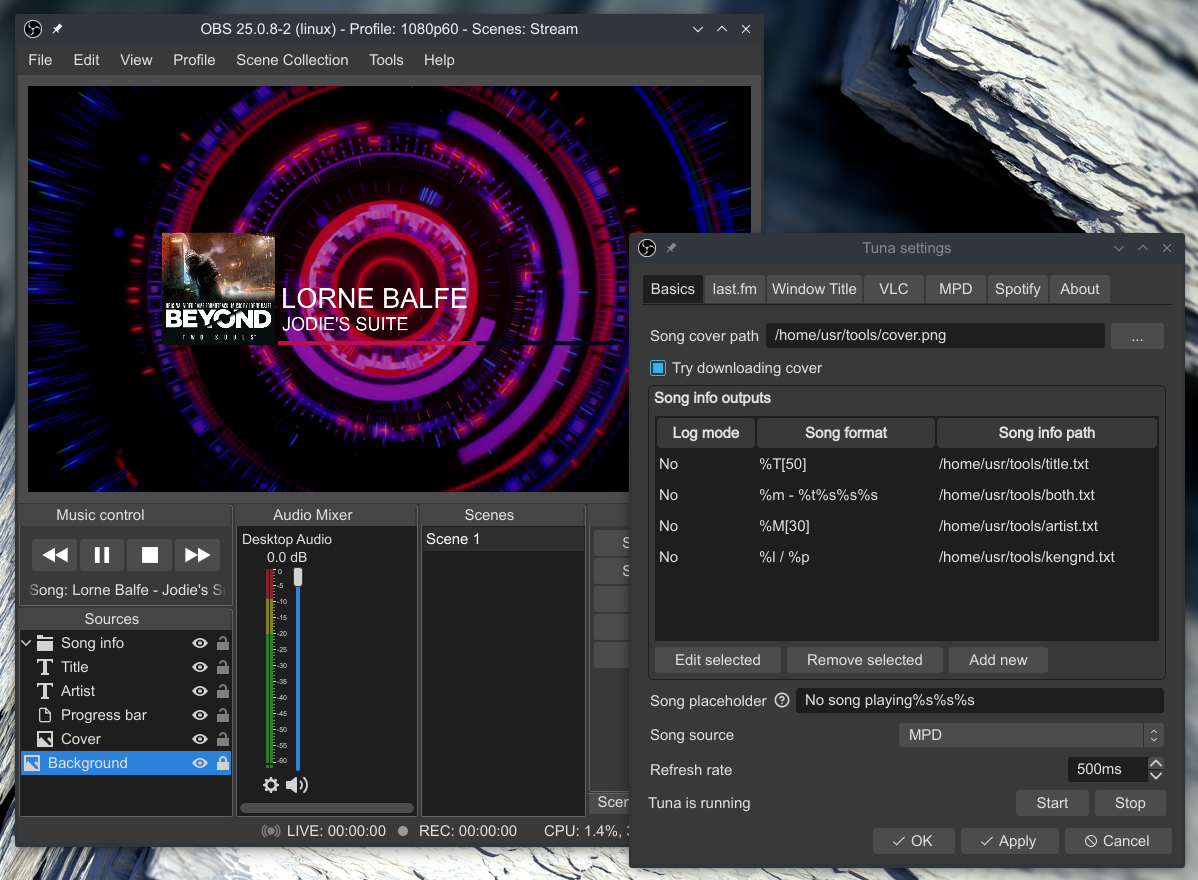 OBS 25.0.8-2 (linux) - Profile: 1080p60 - Scenes: Stream
File Edit View Profile Scene Collection Tools Help
BEYOND
TWO SOULS
LORNE BALFE
JODIE'S SUITE
Music control
Song: Lorne Balfe - Jodie's S
Sources
Song info
Title
Artist
Progress bar
Cover
Background
Audio Mixer
Desktop Audio
0.0 dB
0
-5
-10
-15
-20
-25
-30
-35
-40
-45
-50
-55
-60
Scenes
Scene 1
S
S
Scen
LIVE: 00:00:00 REC: 00:00:00 CPU: 1.4%, 3
Tuna settings
Basics last.fm Window Title VLC MPD Spotify About
Song cover path /home/usr/tools/cover.png ...
Try downloading cover
Song info outputs
Log mode Song format Song info path
No %T[50] /home/usr/tools/title.txt
No %m - %t%s%s%s /home/usr/tools/both.txt
No %M[30] /home/usr/tools/artist.txt
No %l / %p /home/usr/tools/kengnd.txt
Edit selected Remove selected Add new
Song placeholder ? No song playing%s%s%s
Song source MPD
Refresh rate 500ms
Tuna is running Start Stop
OK Apply Cancel